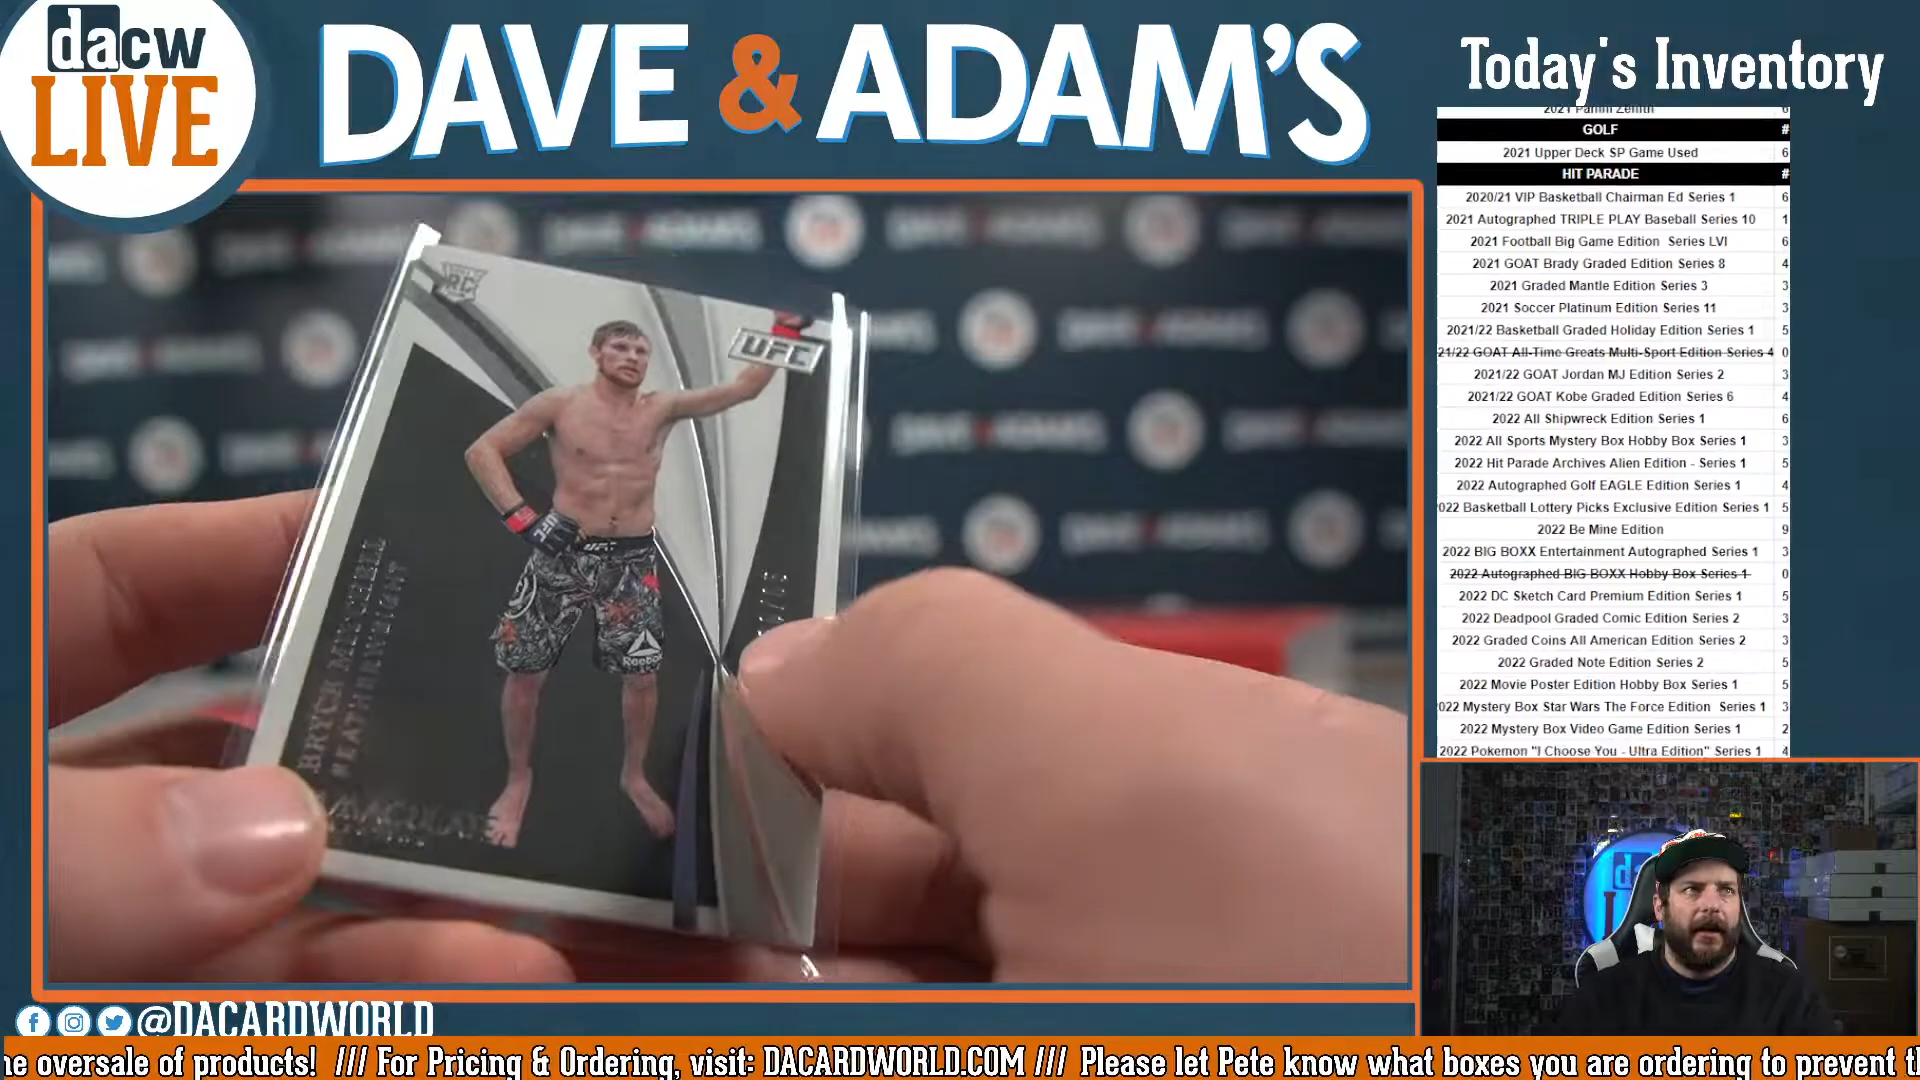 dacw
LIVE
DAVE & ADAM'S
Today's Inventory
2021 Panini Zenith 6
GOLF #
2021 Upper Deck SP Game Used 6
HIT PARADE #
2020/21 VIP Basketball Chairman Ed Series 1 6
2021 Autographed TRIPLE PLAY Baseball Series 10 1
2021 Football Big Game Edition Series LVI 6
2021 GOAT Brady Graded Edition Series 8 4
2021 Graded Mantle Edition Series 3 3
2021 Soccer Platinum Edition Series 11 3
2021/22 Basketball Graded Holiday Edition Series 1 5
21/22 GOAT All-Time Greats Multi-Sport Edition Series 4 0
2021/22 GOAT Jordan MJ Edition Series 2 3
2021/22 GOAT Kobe Graded Edition Series 6 4
2022 All Shipwreck Edition Series 1 6
2022 All Sports Mystery Box Hobby Box Series 1 3
2022 Hit Parade Archives Alien Edition - Series 1 5
2022 Autographed Golf EAGLE Edition Series 1 4
022 Basketball Lottery Picks Exclusive Edition Series 1 5
2022 Be Mine Edition 9
2022 BIG BOXX Entertainment Autographed Series 1 3
2022 Autographed BIG BOXX Hobby Box Series 1 0
2022 DC Sketch Card Premium Edition Series 1 5
2022 Deadpool Graded Comic Edition Series 2 3
2022 Graded Coins All American Edition Series 2 3
2022 Graded Note Edition Series 2 5
2022 Movie Poster Edition Hobby Box Series 1 5
022 Mystery Box Star Wars The Force Edition Series 1 3
2022 Mystery Box Video Game Edition Series 1 2
2022 Pokemon "I Choose You - Ultra Edition" Series 1 4
RC
UFC
UFC
UFC
Reebok
BRYCE MITCHELL
FEATHERWEIGHT
IMMACULATE
@DACARDWORLD
he oversale of products! /// For Pricing & Ordering, visit: DACARDWORLD.COM /// Please let Pete know what boxes you are ordering to prevent th